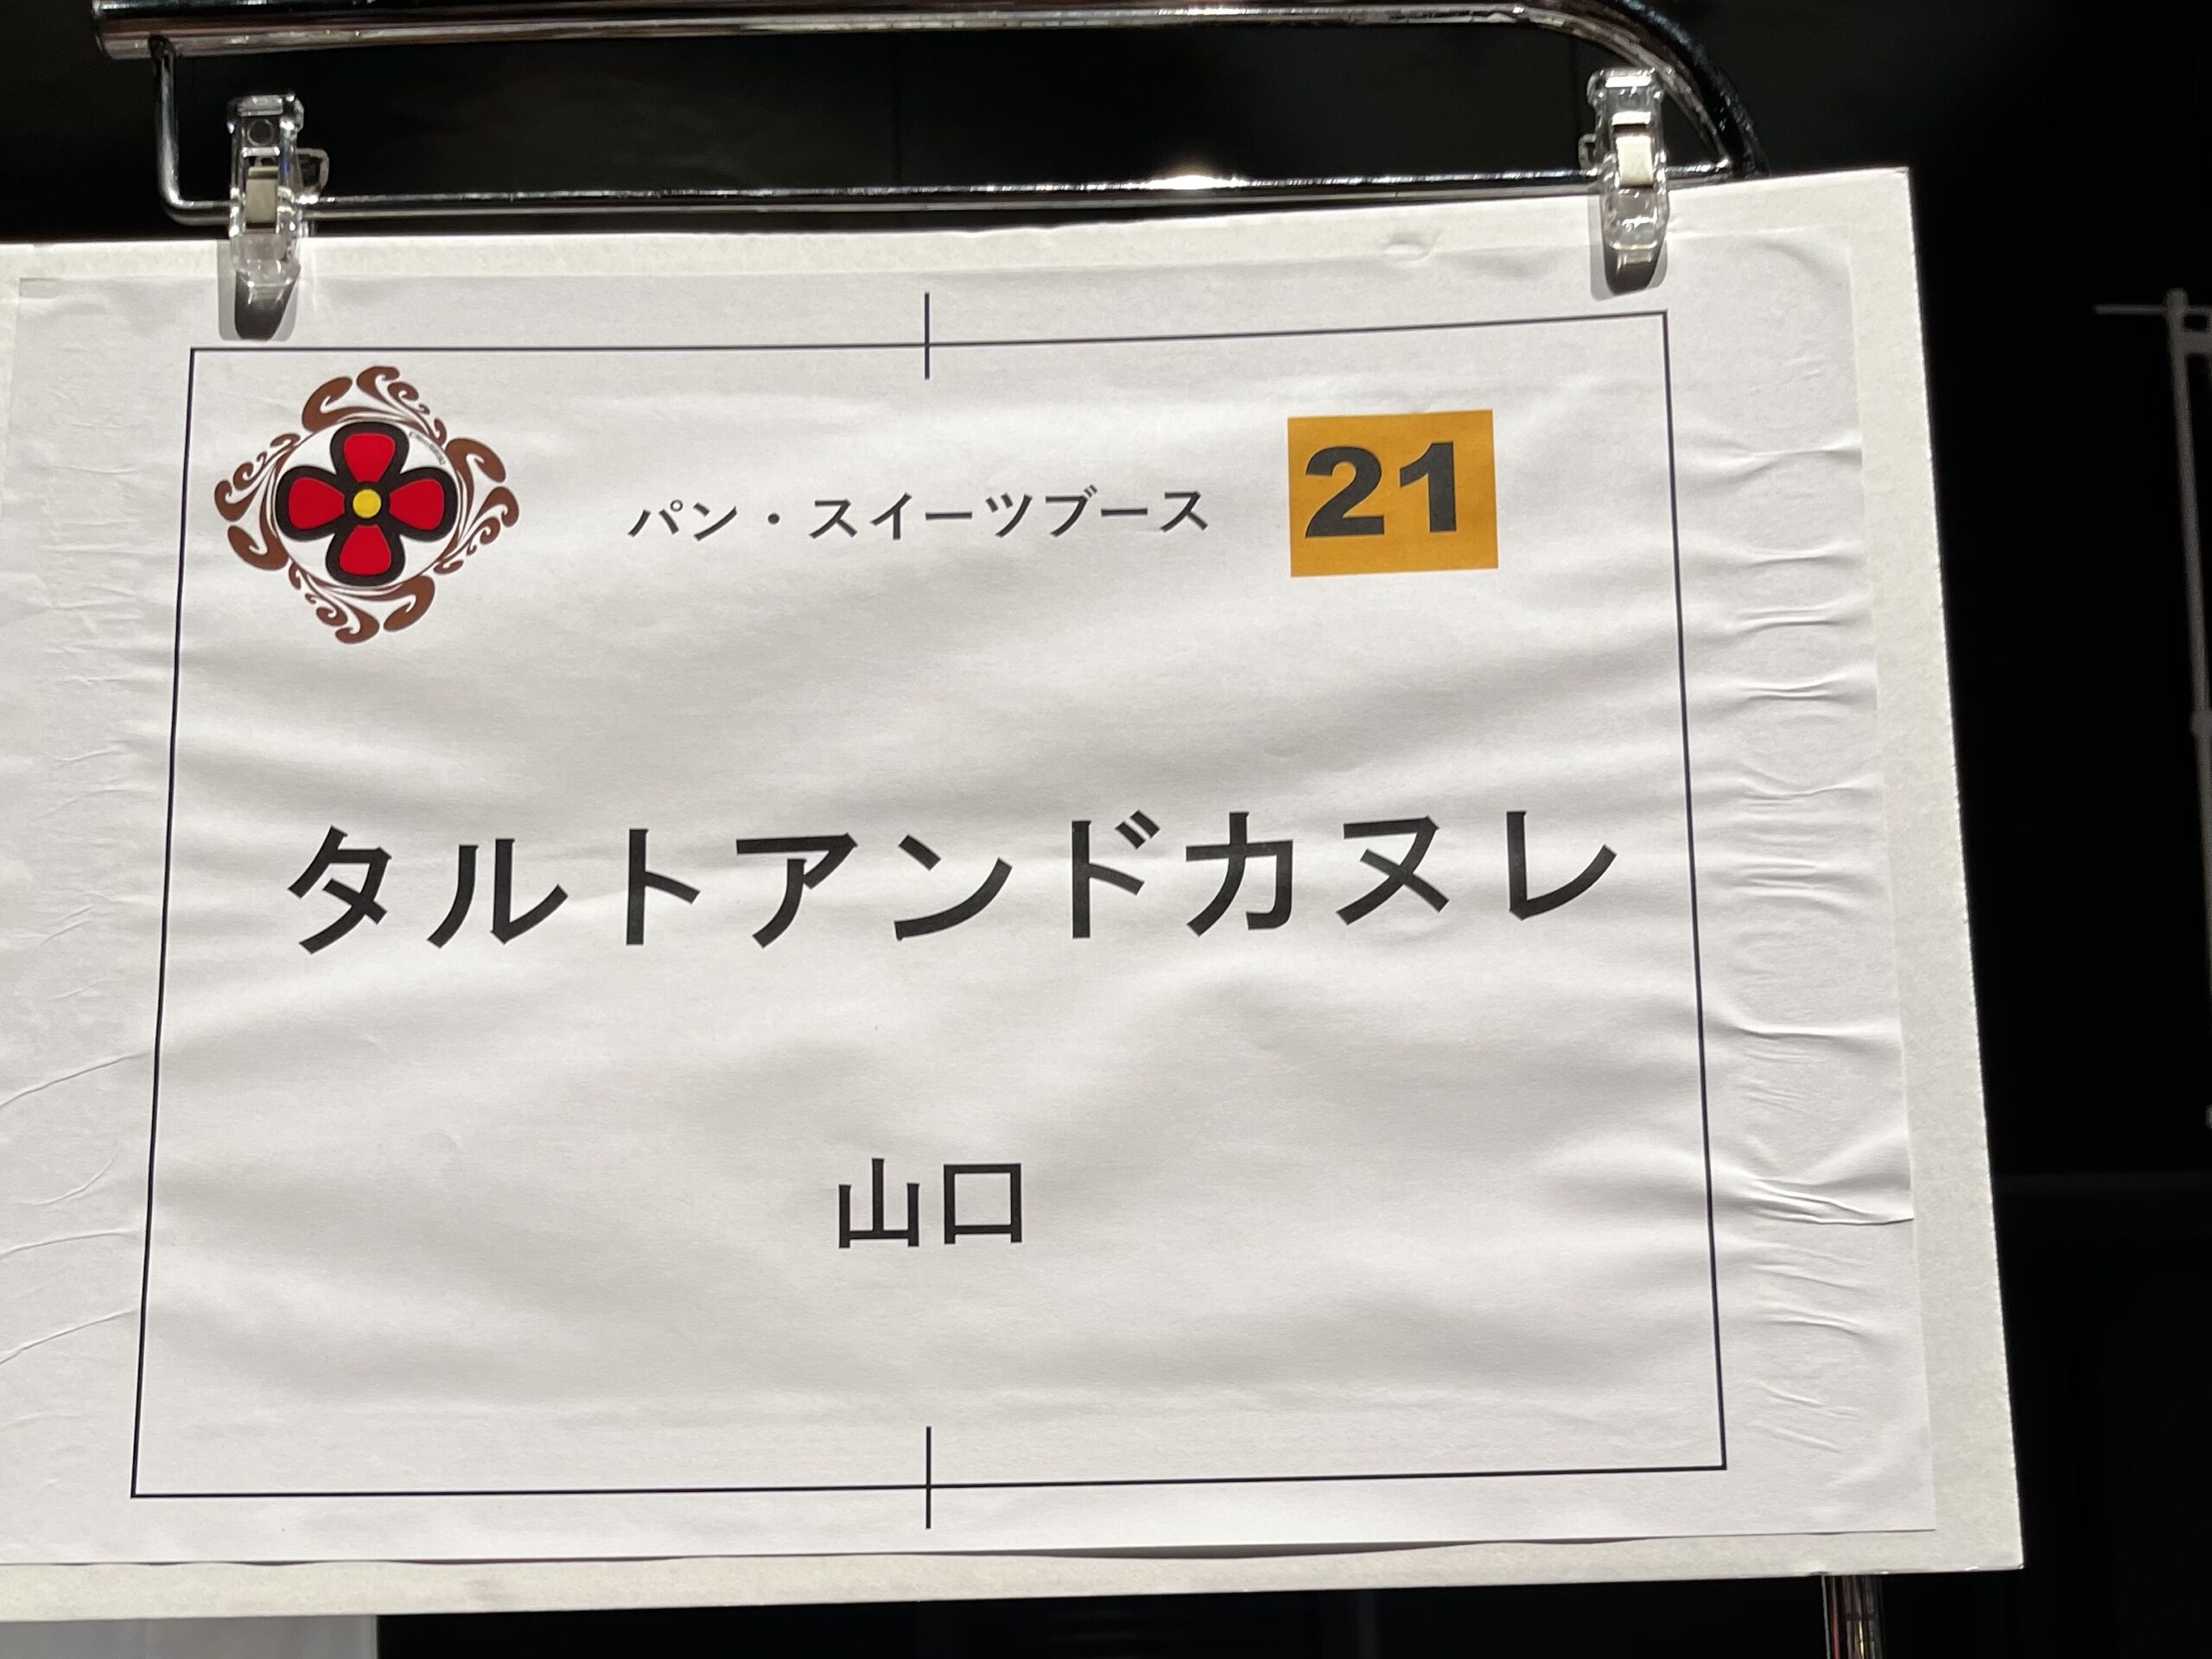 パン・スイーツブース 21
タルトアンドカヌレ
山口